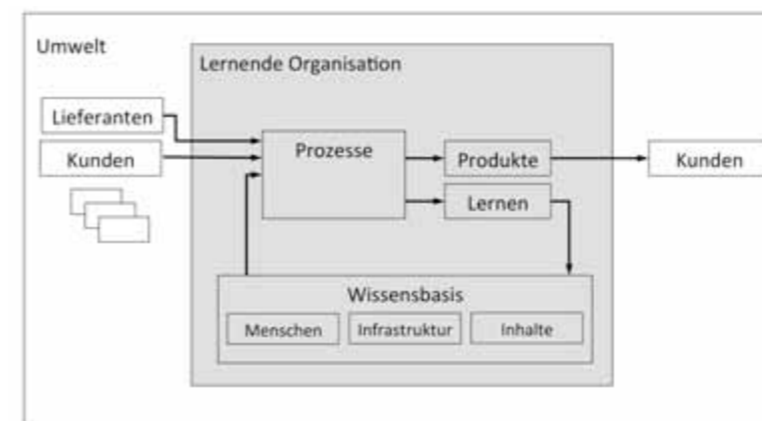 Umwelt
Lernende Organisation
Lieferanten
Kunden
Prozesse
Produkte
Lernen
Kunden
Wissensbasis
Menschen
Infrastruktur
Inhalte